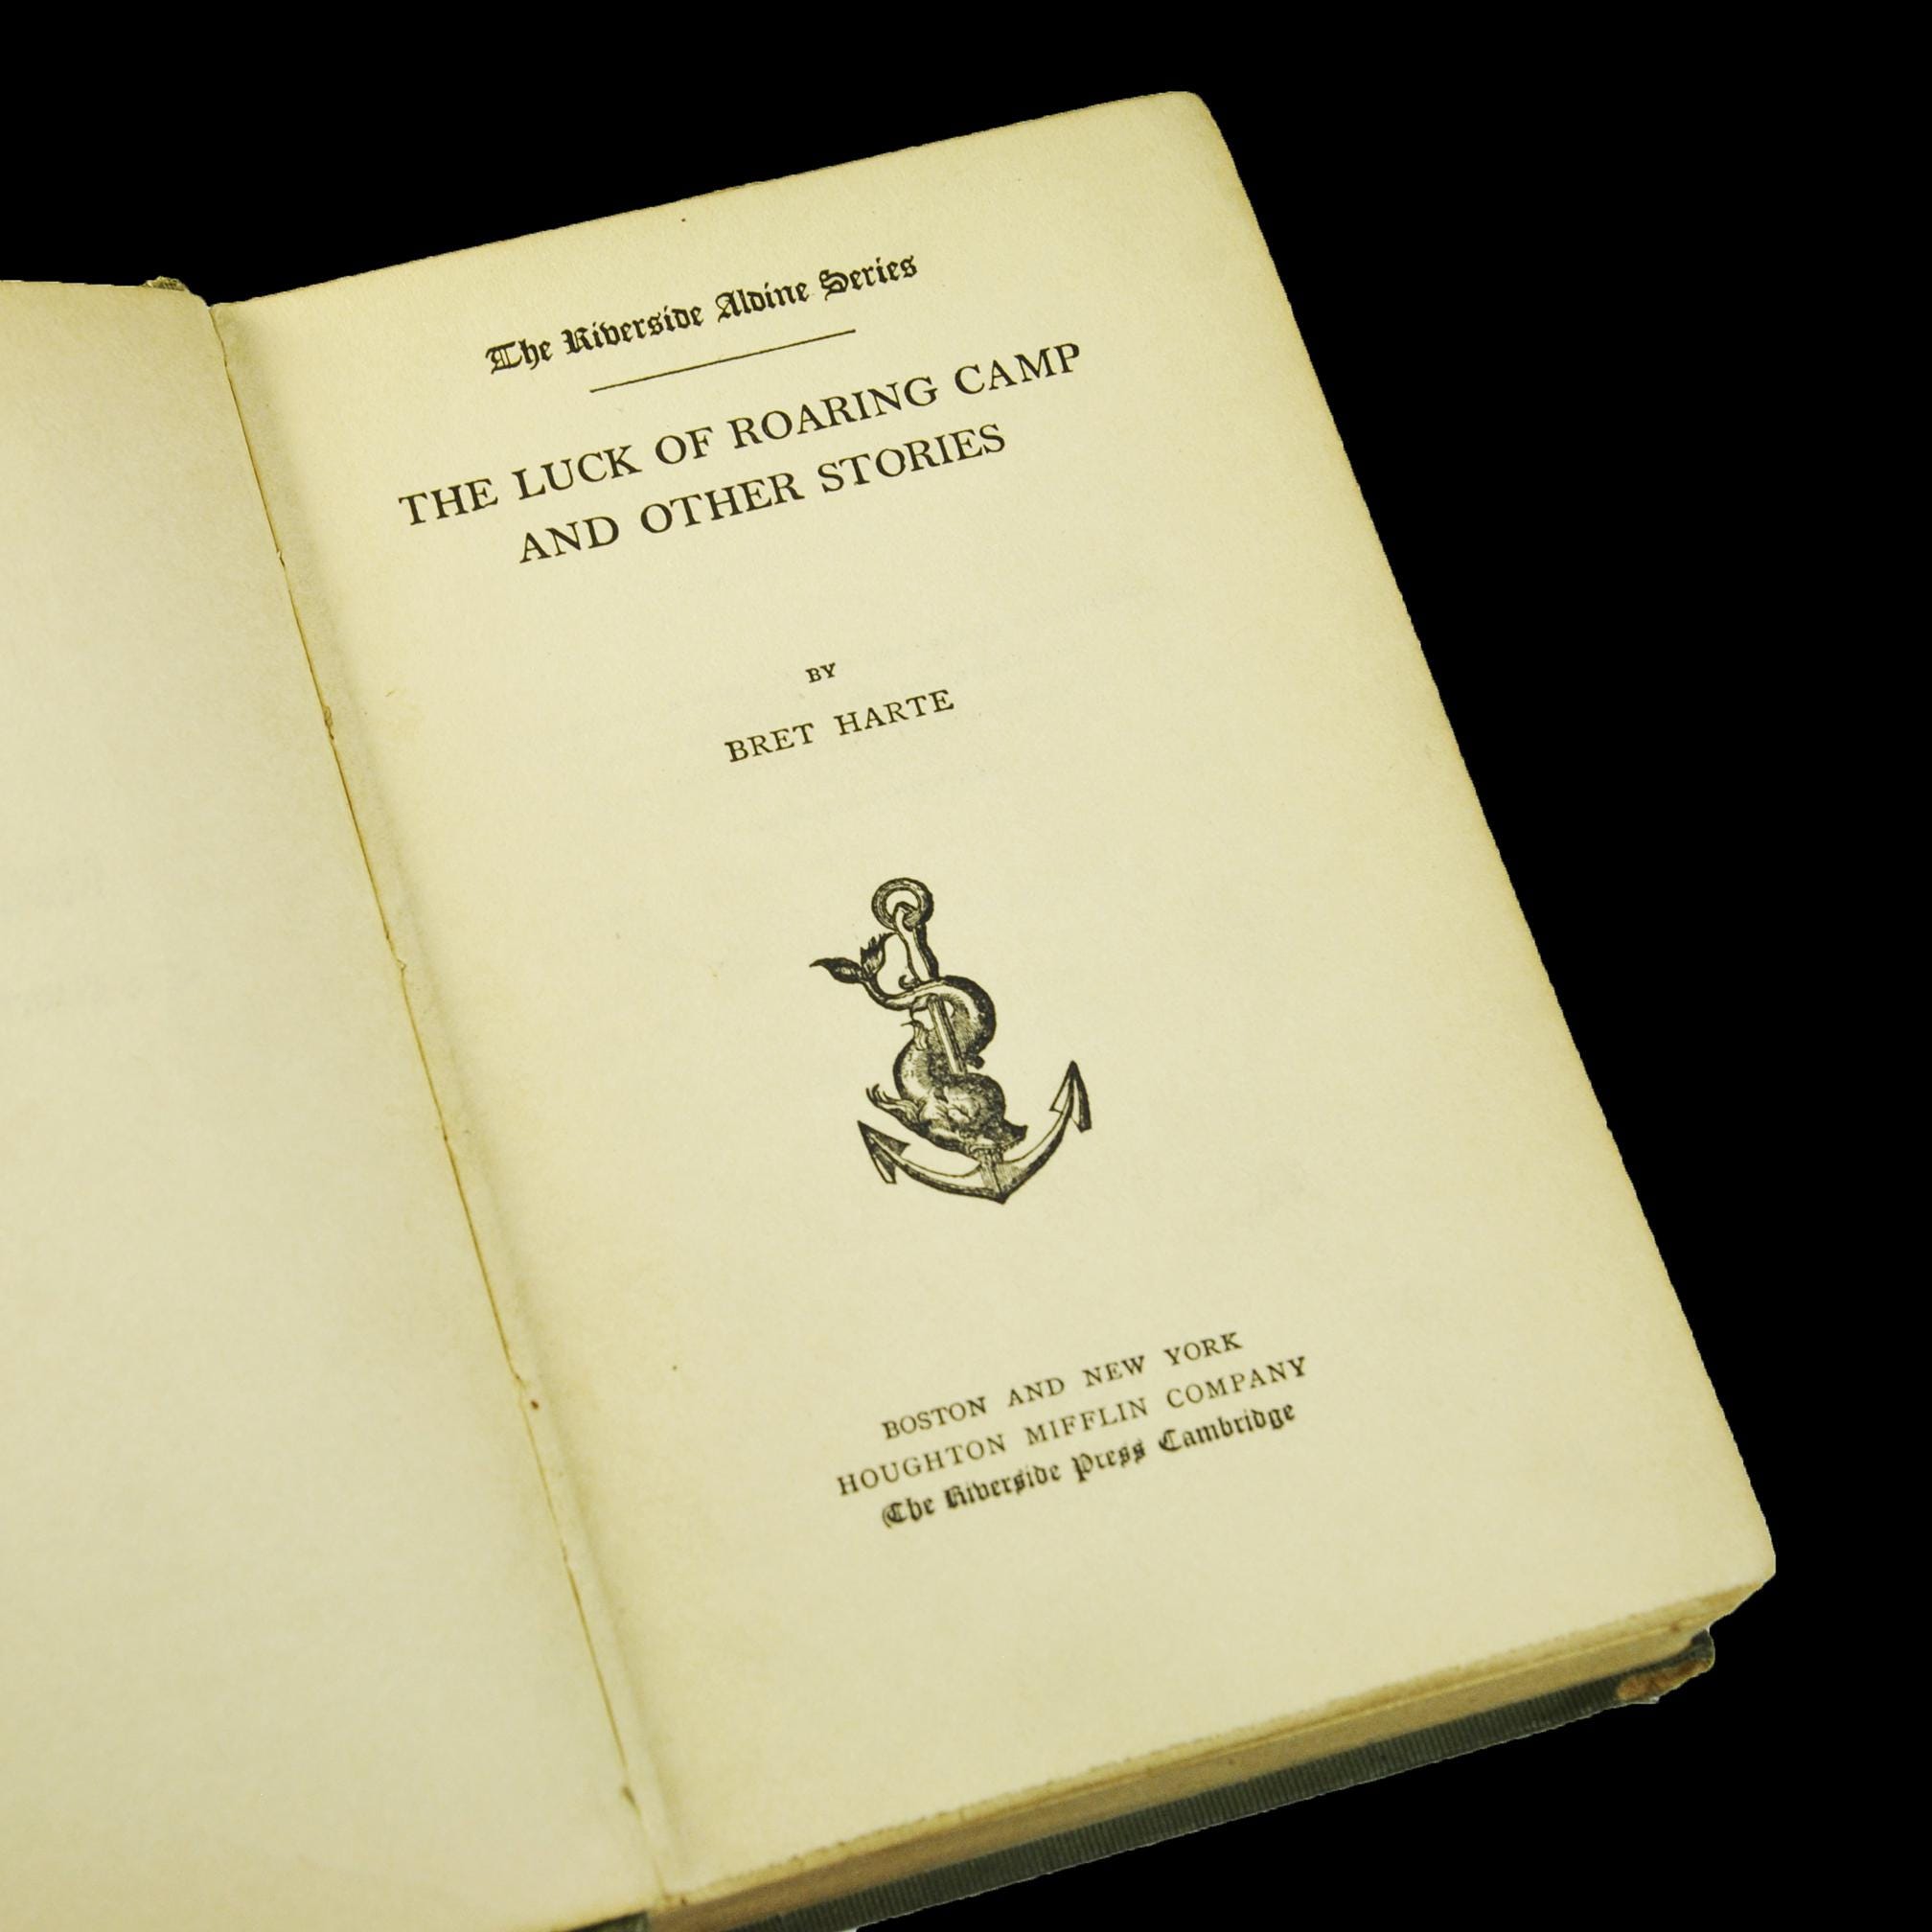 The Riverside Aldine Series
THE LUCK OF ROARING CAMP
AND OTHER STORIES
BY
BRET HARTE
BOSTON AND NEW YORK
HOUGHTON MIFFLIN COMPANY
The Riverside Press Cambridge